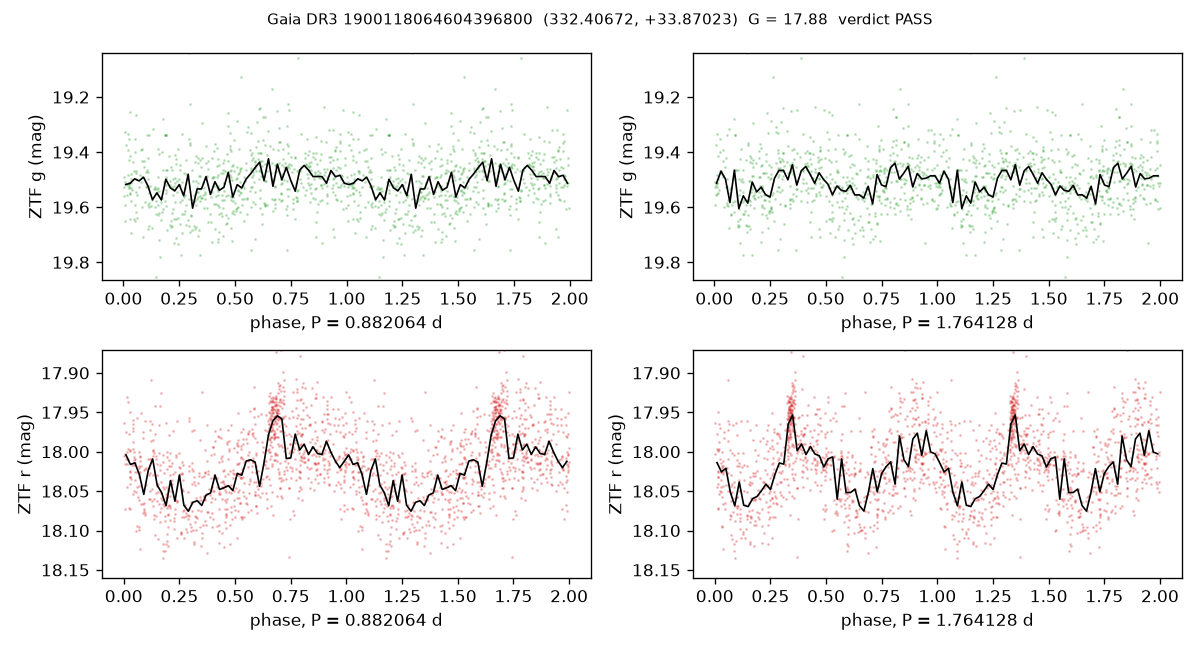 Gaia DR3 1900118064604396800 (332.40672, +33.87023) G = 17.88 verdict PASS
ZTF g (mag)
19.2
19.4
19.6
19.8
0.00 0.25 0.50 0.75 1.00 1.25 1.50 1.75 2.00
phase, P = 0.882064 d
ZTF g (mag)
19.2
19.4
19.6
19.8
0.00 0.25 0.50 0.75 1.00 1.25 1.50 1.75 2.00
phase, P = 1.764128 d
ZTF r (mag)
17.90
17.95
18.00
18.05
18.10
18.15
0.00 0.25 0.50 0.75 1.00 1.25 1.50 1.75 2.00
phase, P = 0.882064 d
ZTF r (mag)
17.90
17.95
18.00
18.05
18.10
18.15
0.00 0.25 0.50 0.75 1.00 1.25 1.50 1.75 2.00
phase, P = 1.764128 d